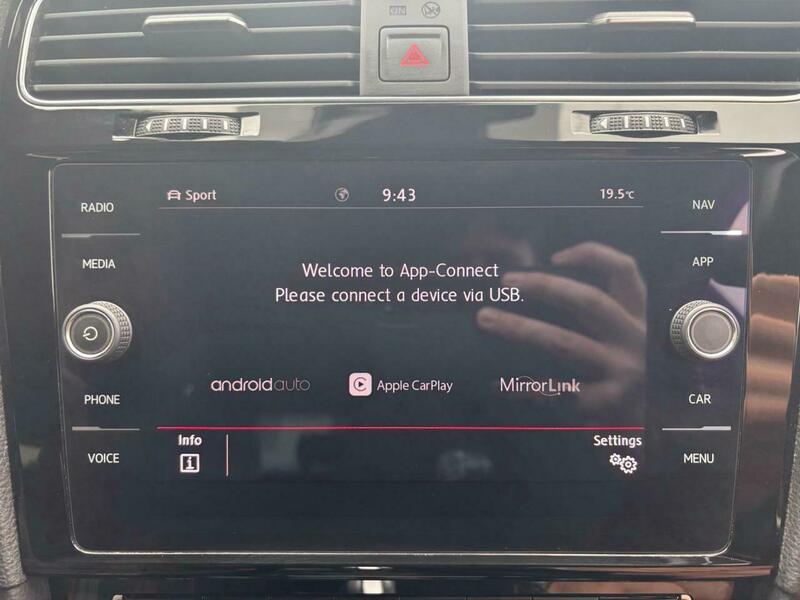 RADIO
MEDIA
PHONE
VOICE
Sport
9:43
19.5°C
Welcome to App-Connect
Please connect a device via USB.
androidauto
Apple CarPlay
MirrorLink
Info
i
Settings
NAV
APP
CAR
MENU